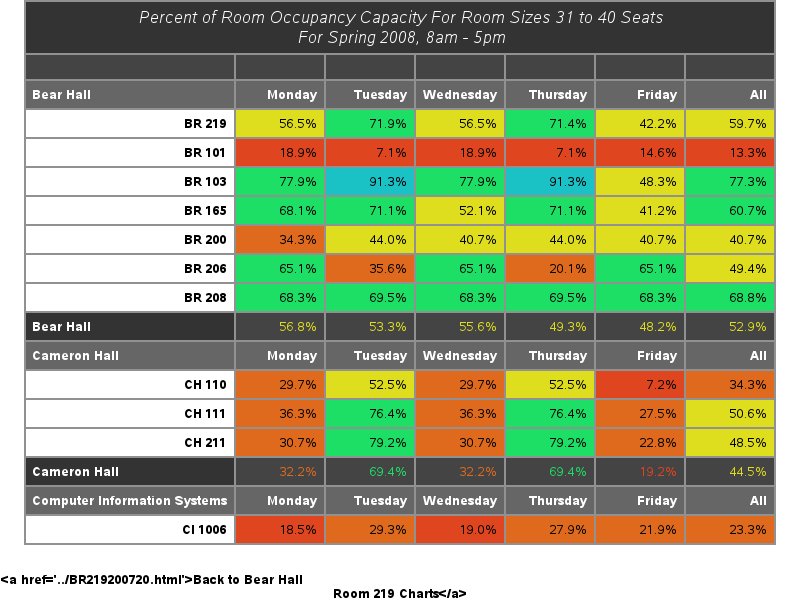 Percent of Room Occupancy Capacity For Room Sizes 31 to 40 Seats
For Spring 2008, 8am - 5pm
Bear Hall Monday Tuesday Wednesday Thursday Friday All
BR 219 56.5% 71.9% 56.5% 71.4% 42.2% 59.7%
BR 101 18.9% 7.1% 18.9% 7.1% 14.6% 13.3%
BR 103 77.9% 91.3% 77.9% 91.3% 48.3% 77.3%
BR 165 68.1% 71.1% 52.1% 71.1% 41.2% 60.7%
BR 200 34.3% 44.0% 40.7% 44.0% 40.7% 40.7%
BR 206 65.1% 35.6% 65.1% 20.1% 65.1% 49.4%
BR 208 68.3% 69.5% 68.3% 69.5% 68.3% 68.8%
Bear Hall 56.8% 53.3% 55.6% 49.3% 48.2% 52.9%
Cameron Hall Monday Tuesday Wednesday Thursday Friday All
CH 110 29.7% 52.5% 29.7% 52.5% 7.2% 34.3%
CH 111 36.3% 76.4% 36.3% 76.4% 27.5% 50.6%
CH 211 30.7% 79.2% 30.7% 79.2% 22.8% 48.5%
Cameron Hall 32.2% 69.4% 32.2% 69.4% 19.2% 44.5%
Computer Information Systems Monday Tuesday Wednesday Thursday Friday All
CI 1006 18.5% 29.3% 19.0% 27.9% 21.9% 23.3%
<a href='../BR219200720.html'>Back to Bear Hall
Room 219 Charts</a>